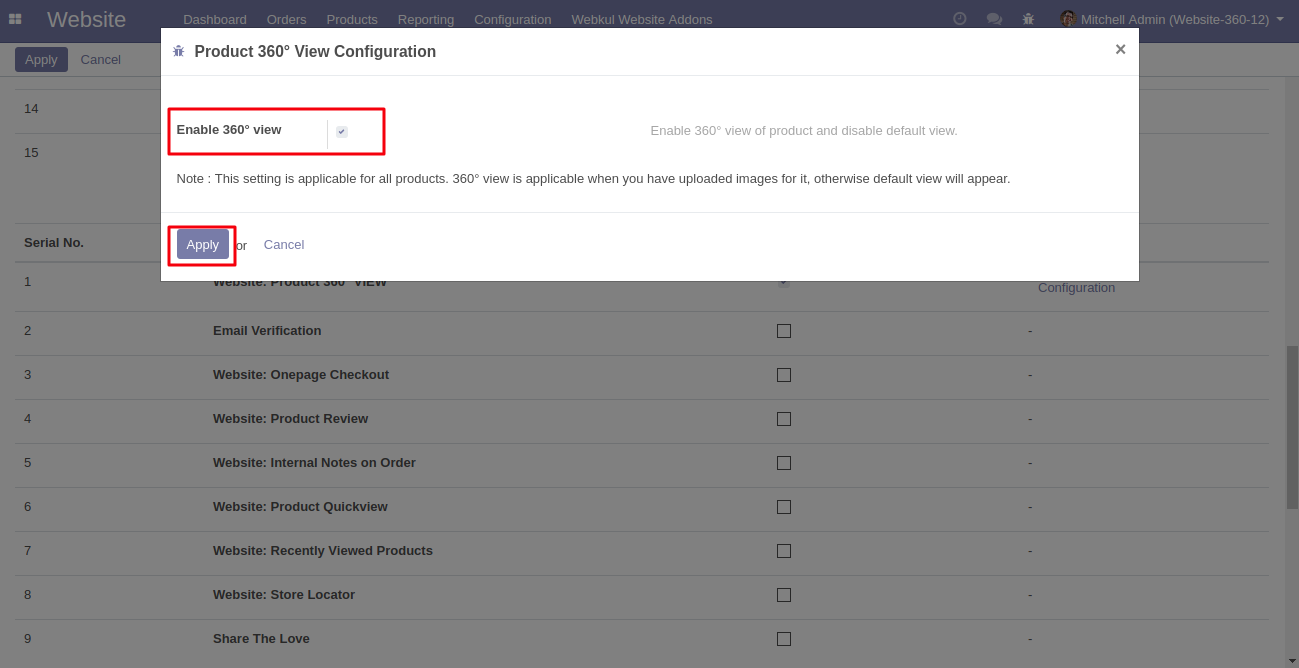 Website Dashboard Orders Products Reporting Configuration Webkul Website Addons Mitchell Admin (Website-360-12)
Apply Cancel
Product 360° View Configuration ×
14
Enable 360° view Enable 360° view of product and disable default view.
15
Note : This setting is applicable for all products. 360° view is applicable when you have uploaded images for it, otherwise default view will appear.
Serial No.
Apply or Cancel
1 Website: Product 360° VIEW Configuration
2 Email Verification -
3 Website: Onepage Checkout -
4 Website: Product Review -
5 Website: Internal Notes on Order -
6 Website: Product Quickview -
7 Website: Recently Viewed Products -
8 Website: Store Locator -
9 Share The Love -